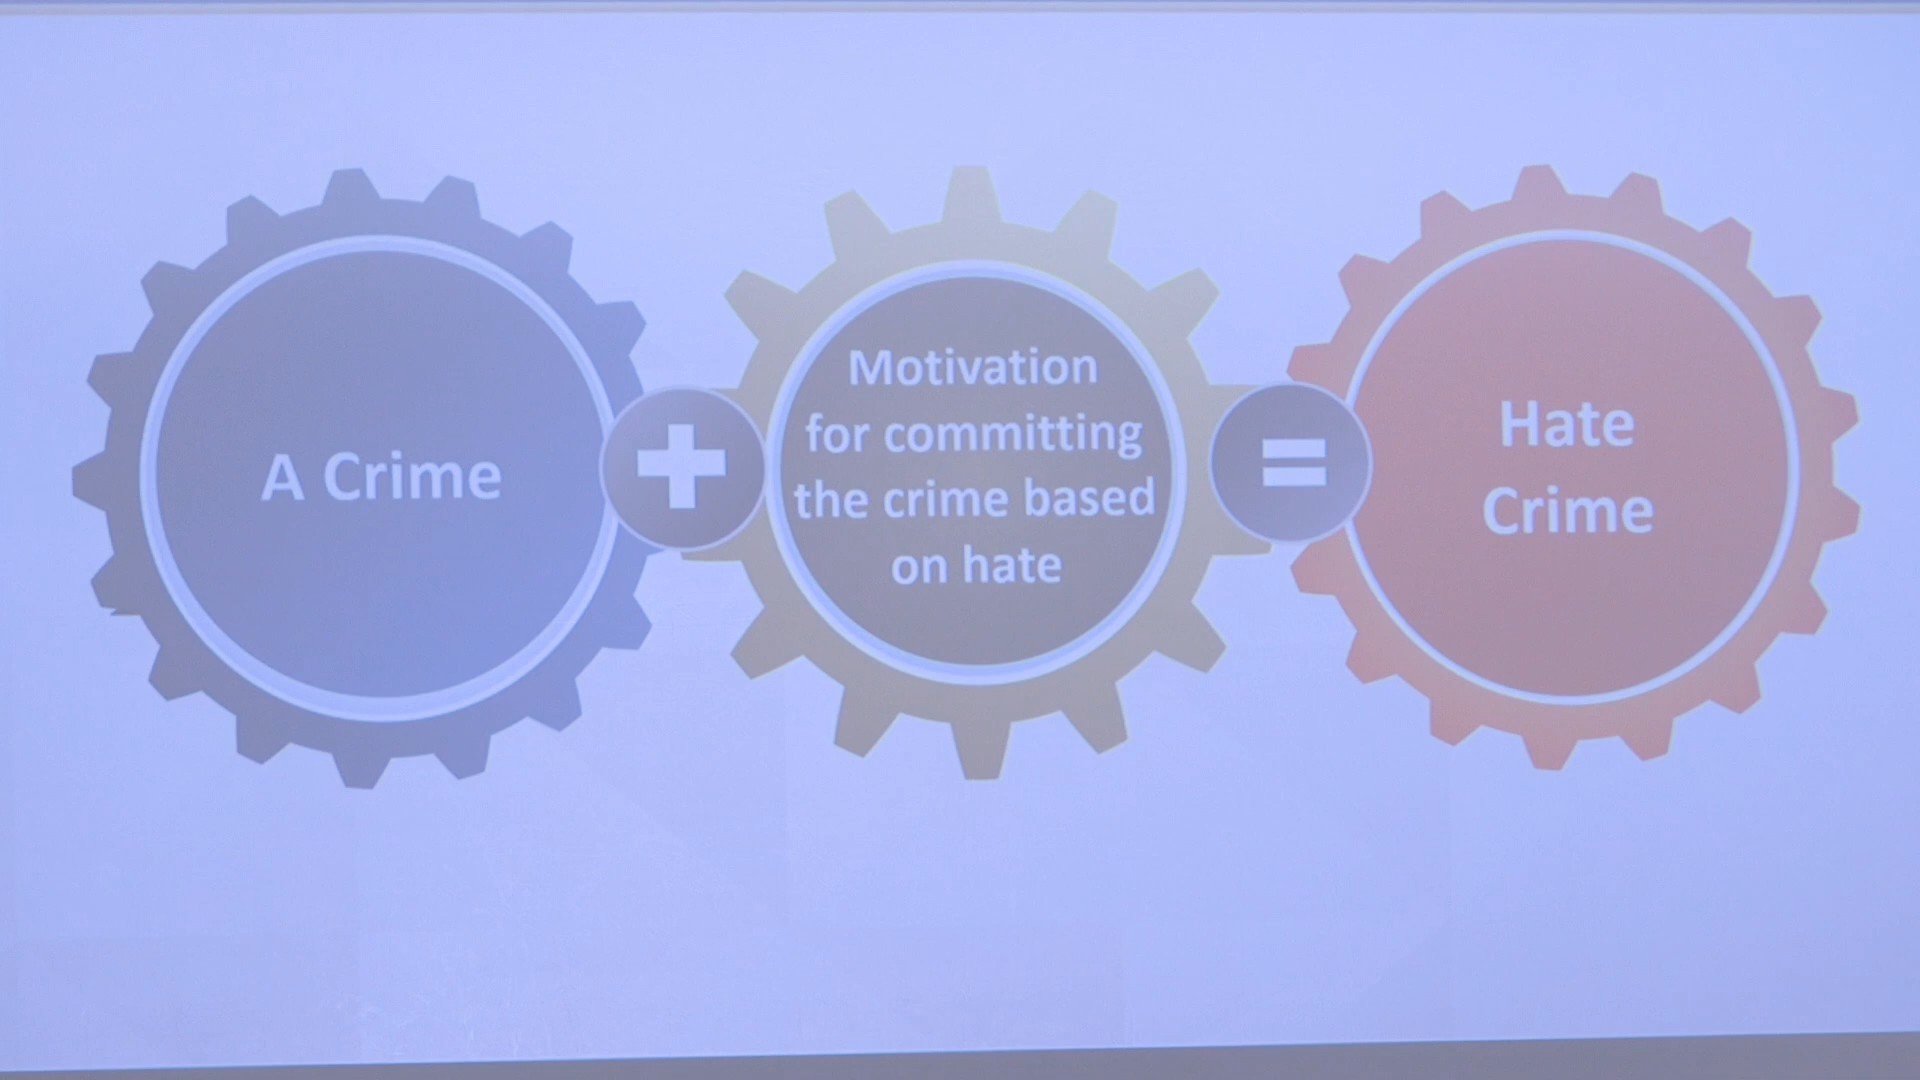 A Crime
+
Motivation
for committing
the crime based
on hate
=
Hate
Crime